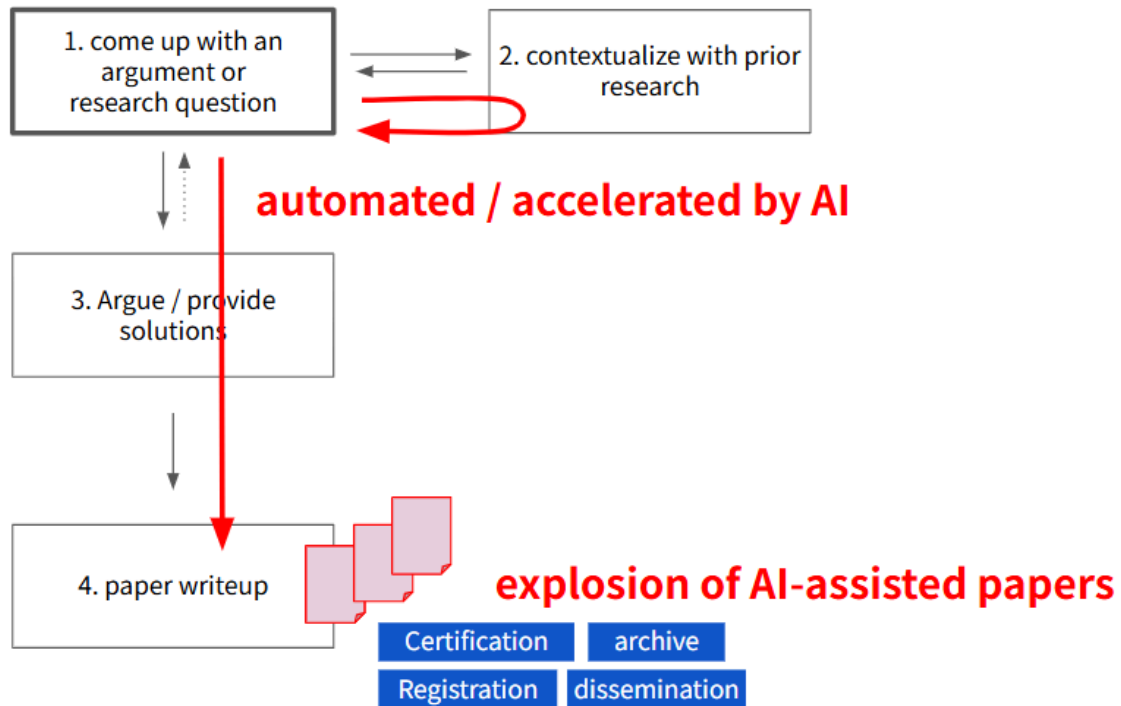 1. come up with an
argument or
research question
2. contextualize with prior
research
automated / accelerated by AI
3. Argue / provide
solutions
4. paper writeup
explosion of AI-assisted papers
Certification
archive
Registration
dissemination